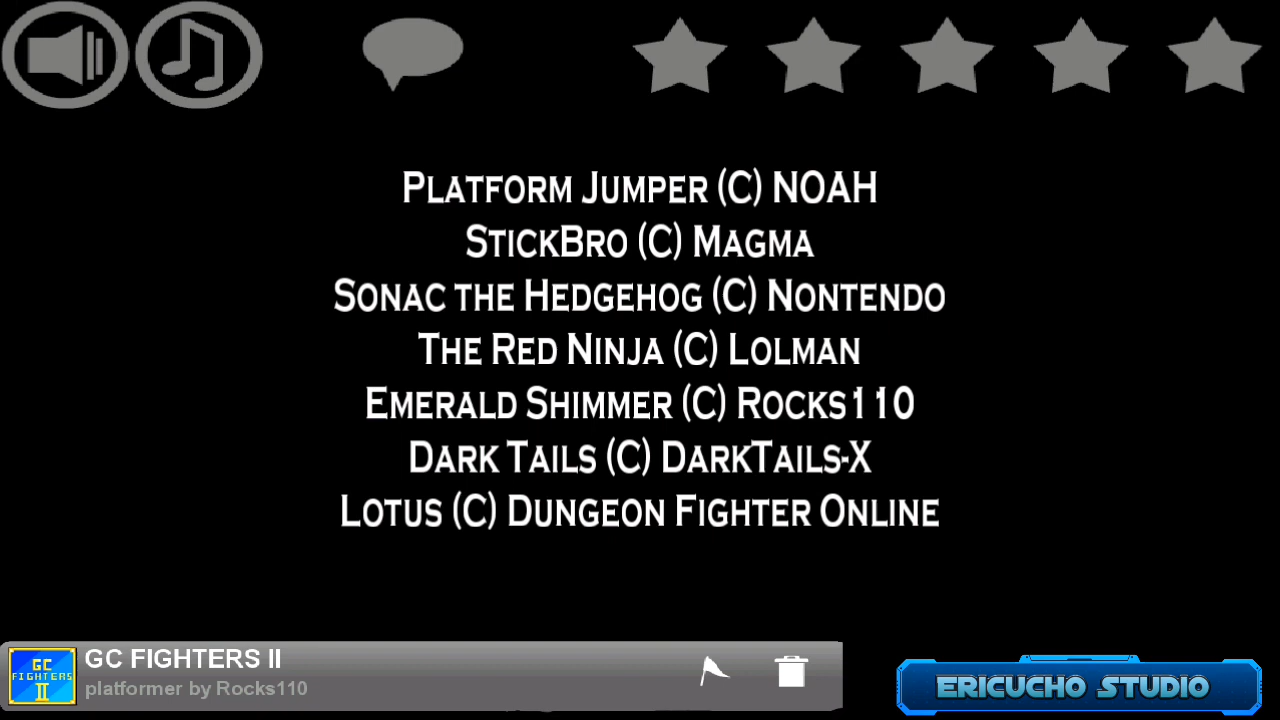 Platform Jumper (C) NOAH
StickBro (C) Magma
Sonac the Hedgehog (C) Nontendo
The Red Ninja (C) Lolman
Emerald Shimmer (C) Rocks110
Dark Tails (C) DarkTails-X
Lotus (C) Dungeon Fighter Online
GC
FIGHTERS
II
GC FIGHTERS II
platformer by Rocks110
ERICUCHO STUDIO